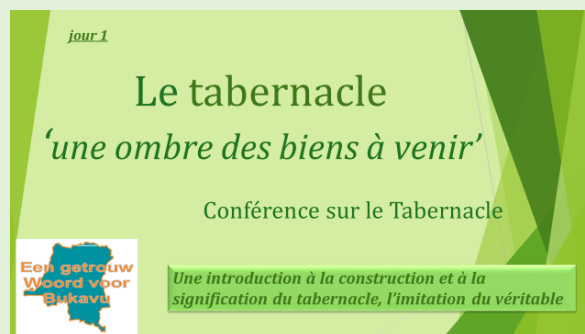 jour 1
Le tabernacle
‘une ombre des biens à venir’
Conférence sur le Tabernacle
Een getrouw
Woord voor
Bukavu
Une introduction à la construction et à la
signification du tabernacle, l’imitation du véritable